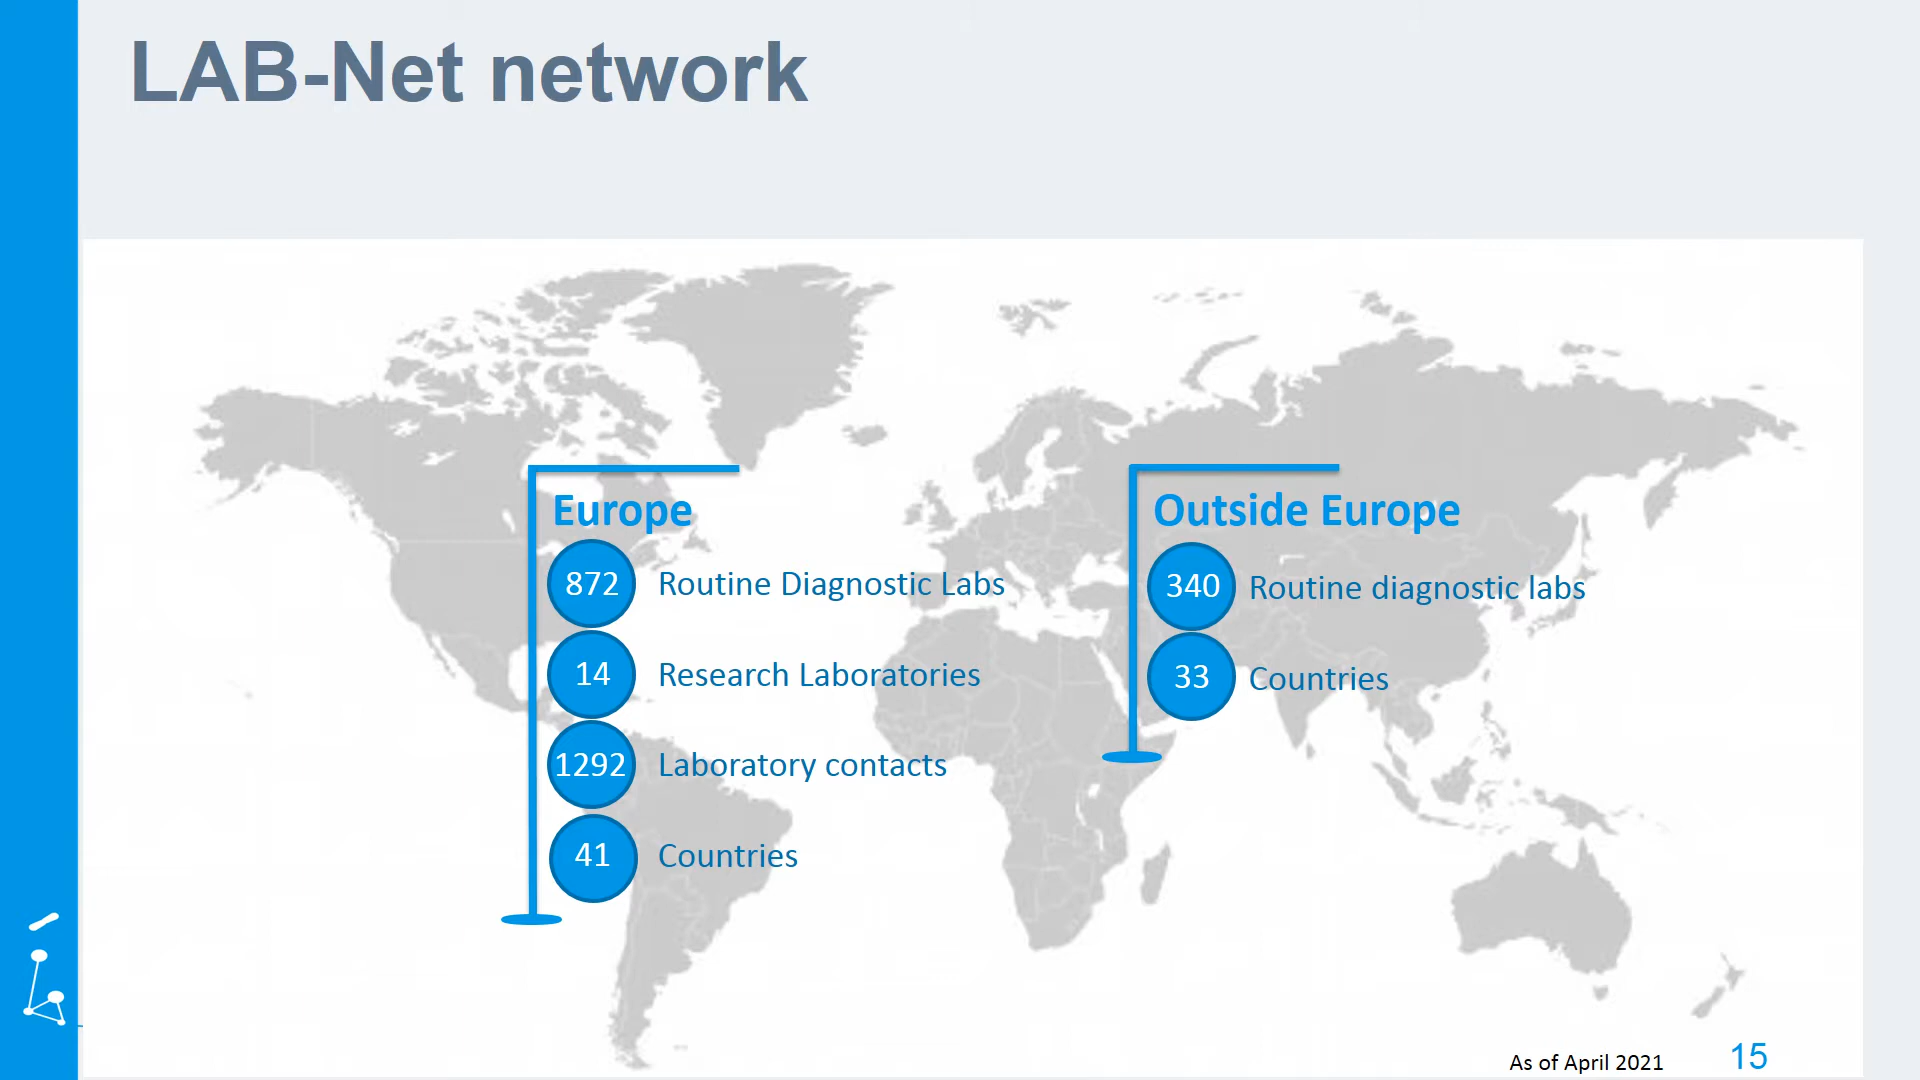 LAB-Net network
Europe
872 Routine Diagnostic Labs
14 Research Laboratories
1292 Laboratory contacts
41 Countries
Outside Europe
340 Routine diagnostic labs
33 Countries
As of April 2021
15